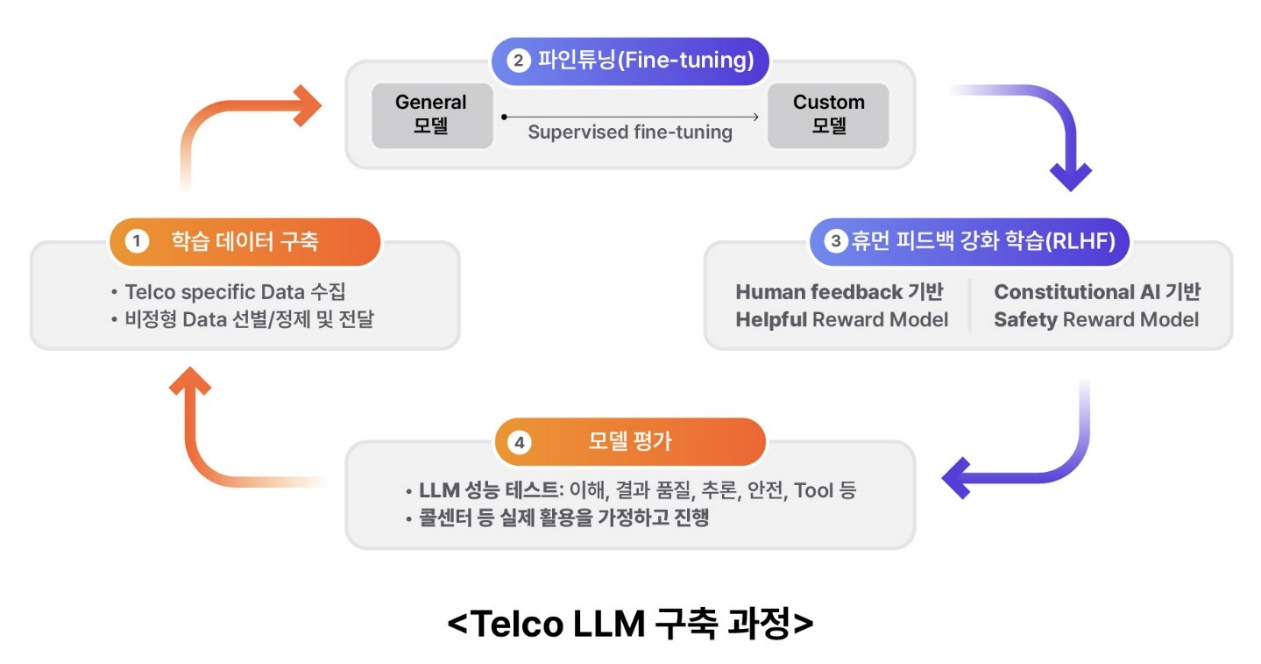 ② 파인튜닝(Fine-tuning)
General
모델
Supervised fine-tuning
Custom
모델
① 학습 데이터 구축
• Telco specific Data 수집
• 비정형 Data 선별/정제 및 전달
③ 휴먼 피드백 강화 학습(RLHF)
Human feedback 기반
Helpful Reward Model
Constitutional AI 기반
Safety Reward Model
④ 모델 평가
• LLM 성능 테스트: 이해, 결과 품질, 추론, 안전, Tool 등
• 콜센터 등 실제 활용을 가정하고 진행
<Telco LLM 구축 과정>